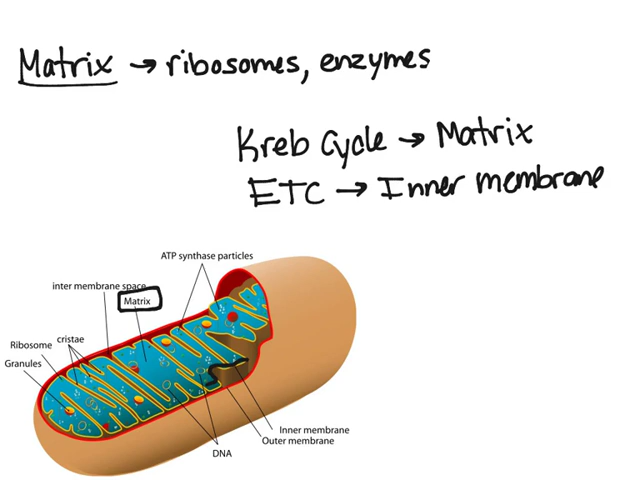 Matrix → ribosomes, enzymes
Kreb Cycle → Matrix
ETC → Inner membrane
ATP synthase particles
inter membrane space
Matrix
Ribosome
cristae
Granules
Inner membrane
Outer membrane
DNA